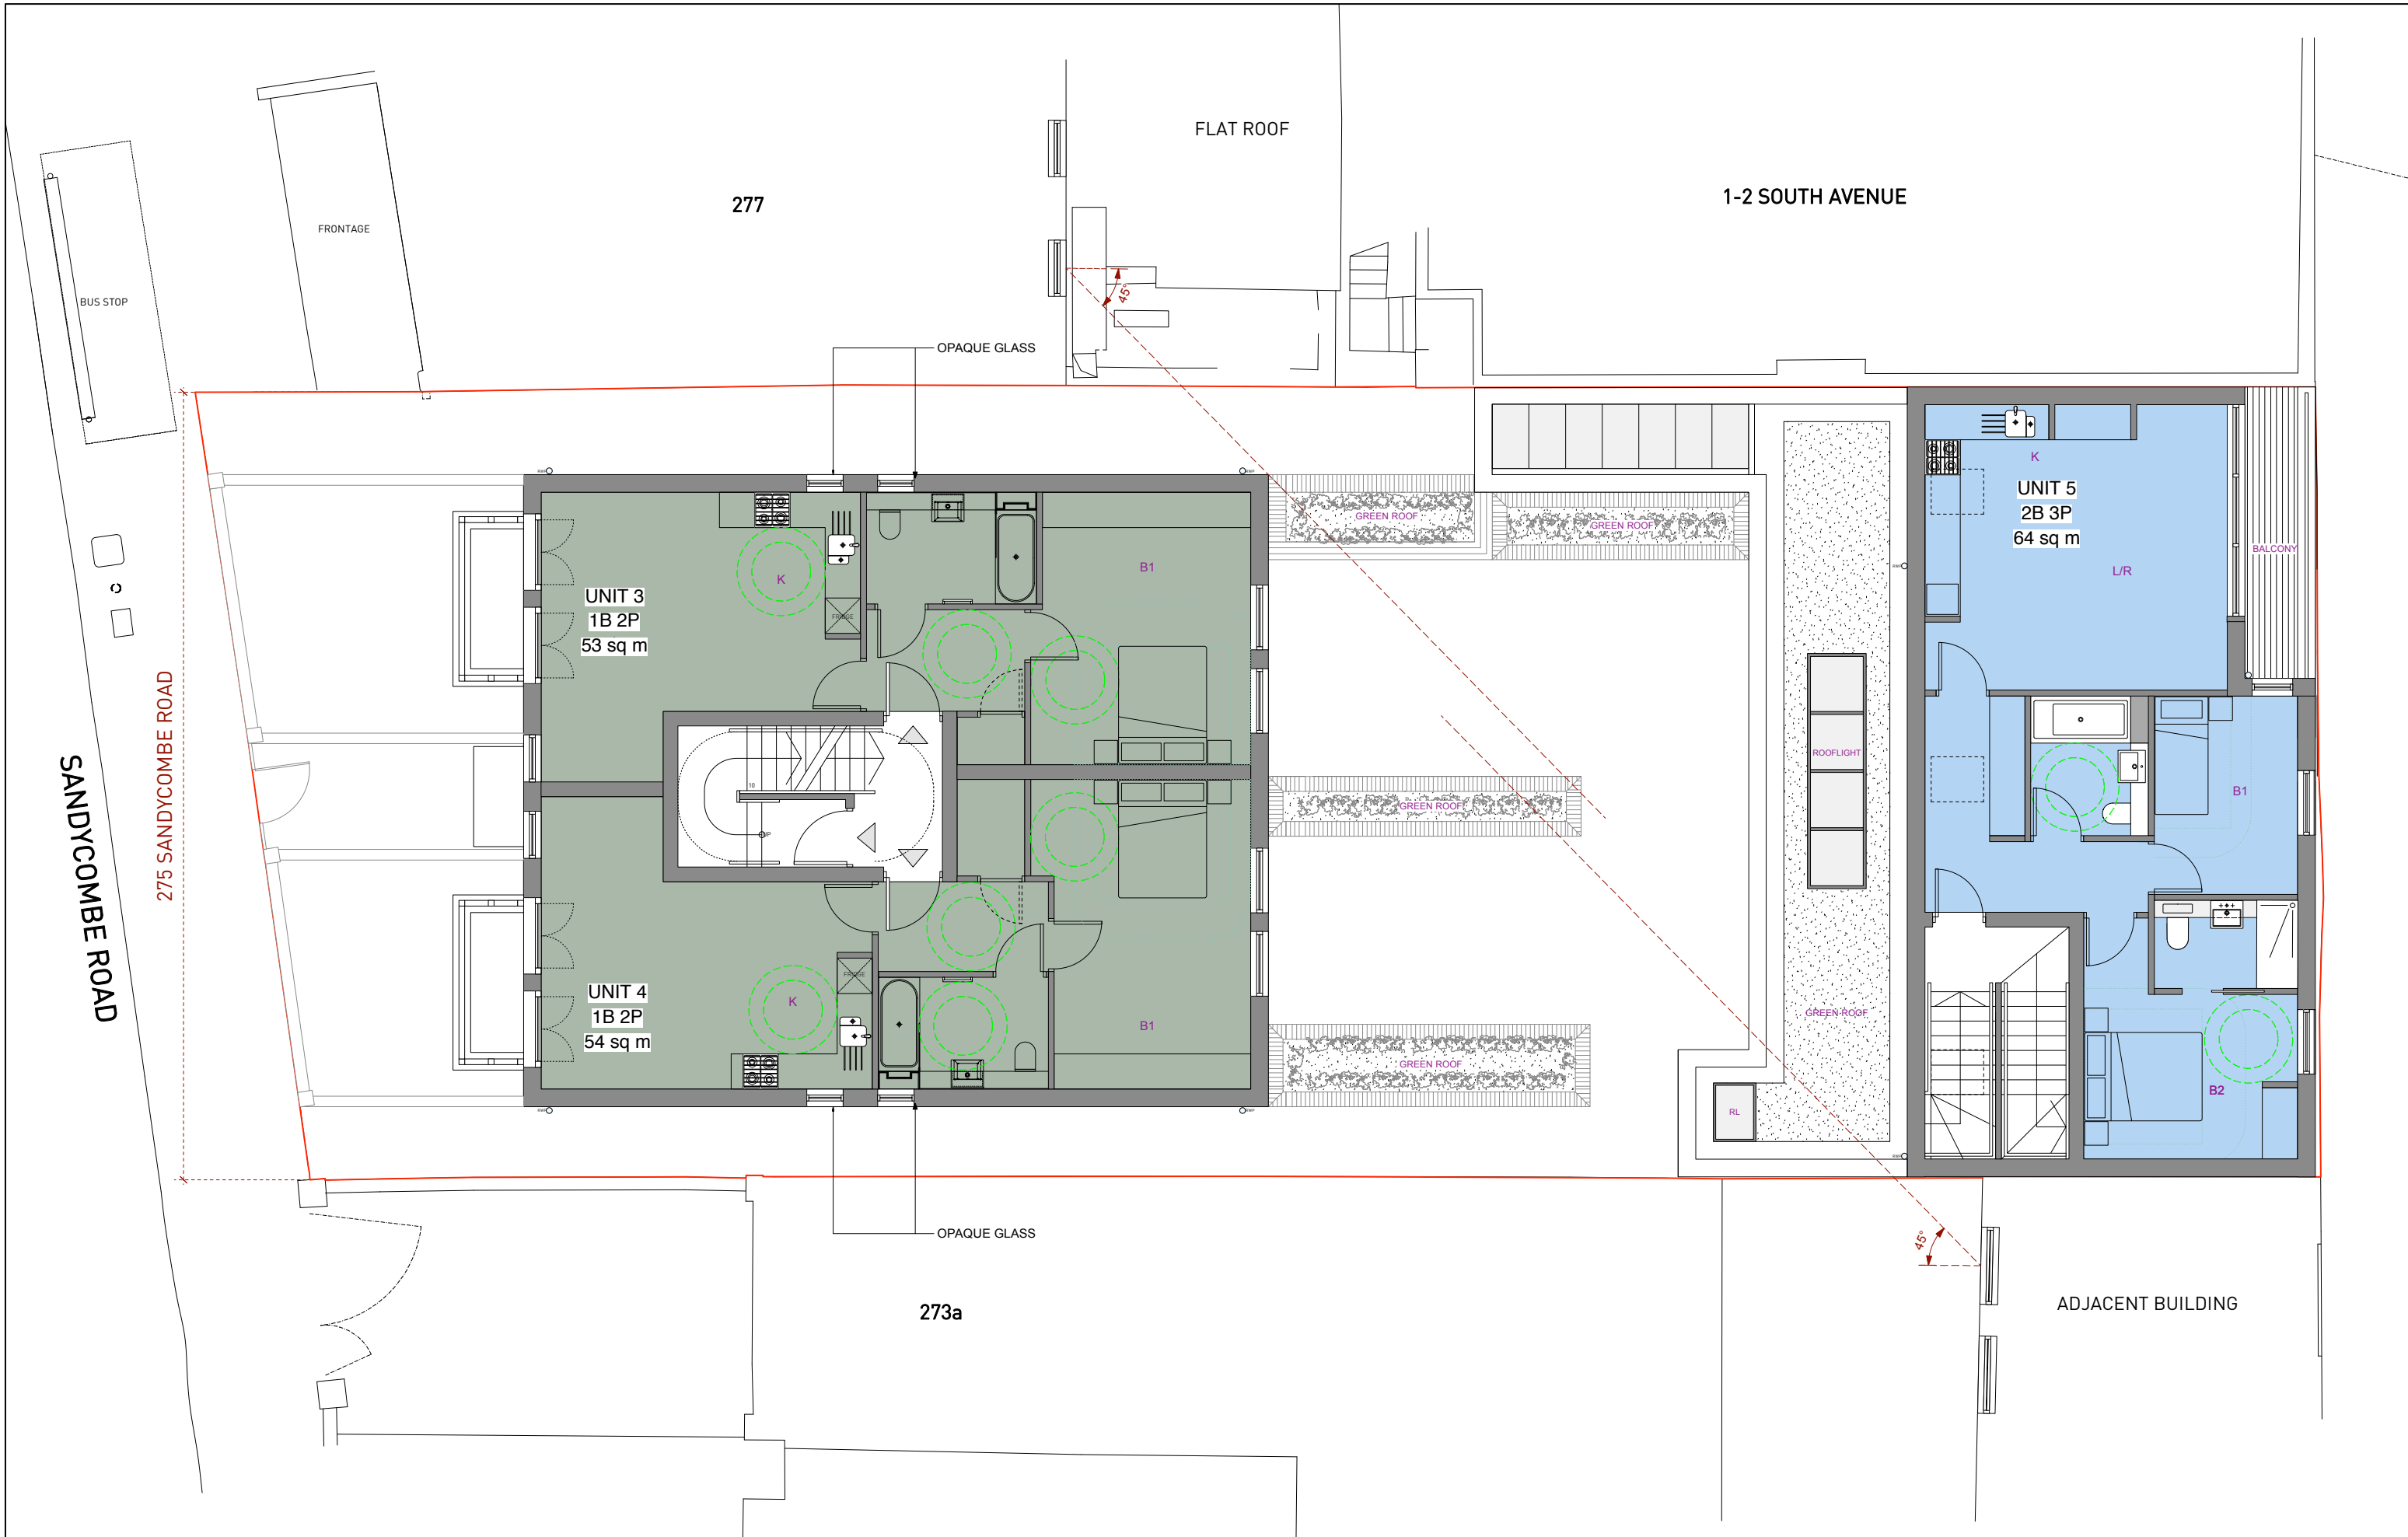 FLAT ROOF
277
1-2 SOUTH AVENUE
FRONTAGE
BUS STOP
45°
OPAQUE GLASS
K
UNIT 5
2B 3P
64 sq m
BALCONY
L/R
GREEN ROOF
GREEN ROOF
UNIT 3
1B 2P
53 sq m
K
FRIDGE
B1
275 SANDYCOMBE ROAD
SANDYCOMBE ROAD
10
ROOFLIGHT
GREEN ROOF
B1
UNIT 4
1B 2P
54 sq m
K
FRIDGE
B1
GREEN ROOF
GREEN ROOF
RL
B2
OPAQUE GLASS
45°
273a
ADJACENT BUILDING